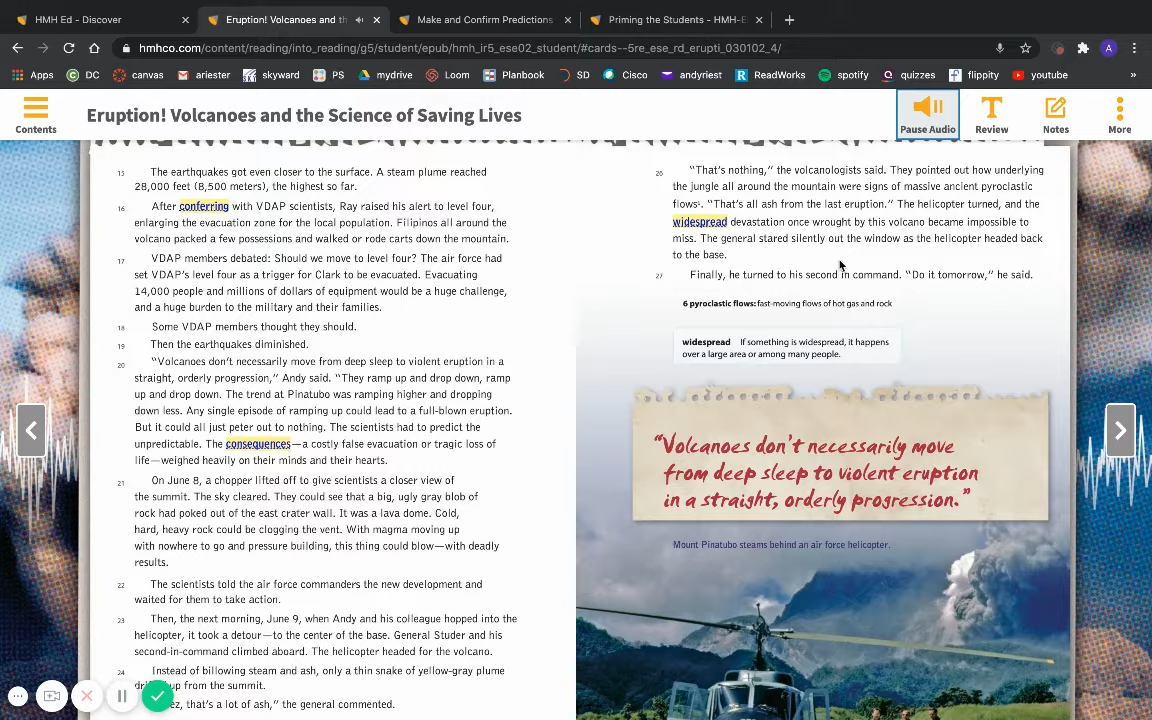 HMH Ed - Discover
Eruption! Volcanoes and th
Make and Confirm Predictions
Priming the Students - HMH-E
hmhco.com/content/reading/into_reading/g5/student/epub/hmh_ir5_ese02_student/#cards--5re_ese_rd_erupti_030102_4/
A
Apps DC canvas ariester skyward PS mydrive Loom Planbook SD Cisco andyriest ReadWorks spotify quizzes flippity youtube »
Contents
Eruption! Volcanoes and the Science of Saving Lives
Pause Audio
Review
Notes
More
15 The earthquakes got even closer to the surface. A steam plume reached
28,000 feet (8,500 meters), the highest so far.
16 After conferring with VDAP scientists, Ray raised his alert to level four,
enlarging the evacuation zone for the local population. Filipinos all around the
volcano packed a few possessions and walked or rode carts down the mountain.
17 VDAP members debated: Should we move to level four? The air force had
set VDAP's level four as a trigger for Clark to be evacuated. Evacuating
14,000 people and millions of dollars of equipment would be a huge challenge,
and a huge burden to the military and their families.
18 Some VDAP members thought they should.
19 Then the earthquakes diminished.
20 "Volcanoes don't necessarily move from deep sleep to violent eruption in a
straight, orderly progression," Andy said. "They ramp up and drop down, ramp
up and drop down. The trend at Pinatubo was ramping higher and dropping
down less. Any single episode of ramping up could lead to a full-blown eruption.
But it could all just peter out to nothing. The scientists had to predict the
unpredictable. The consequences—a costly false evacuation or tragic loss of
life—weighed heavily on their minds and their hearts.
21 On June 8, a chopper lifted off to give scientists a closer view of
the summit. The sky cleared. They could see that a big, ugly gray blob of
rock had poked out of the east crater wall. It was a lava dome. Cold,
hard, heavy rock could be clogging the vent. With magma moving up
with nowhere to go and pressure building, this thing could blow—with deadly
results.
22 The scientists told the air force commanders the new development and
waited for them to take action.
23 Then, the next morning, June 9, when Andy and his colleague hopped into the
helicopter, it took a detour—to the center of the base. General Studer and his
second-in-command climbed aboard. The helicopter headed for the volcano.
24 Instead of billowing steam and ash, only a thin snake of yellow-gray plume
up from the summit.
that's a lot of ash," the general commented.
26 "That's nothing," the volcanologists said. They pointed out how underlying
the jungle all around the mountain were signs of massive ancient pyroclastic
flows⁶. "That's all ash from the last eruption." The helicopter turned, and the
widespread devastation once wrought by this volcano became impossible to
miss. The general stared silently out the window as the helicopter headed back
to the base.
27 Finally, he turned to his second in command. "Do it tomorrow," he said.
6 pyroclastic flows: fast-moving flows of hot gas and rock
widespread If something is widespread, it happens
over a large area or among many people.
"Volcanoes don't necessarily move
from deep sleep to violent eruption
in a straight, orderly progression."
Mount Pinatubo steams behind an air force helicopter.